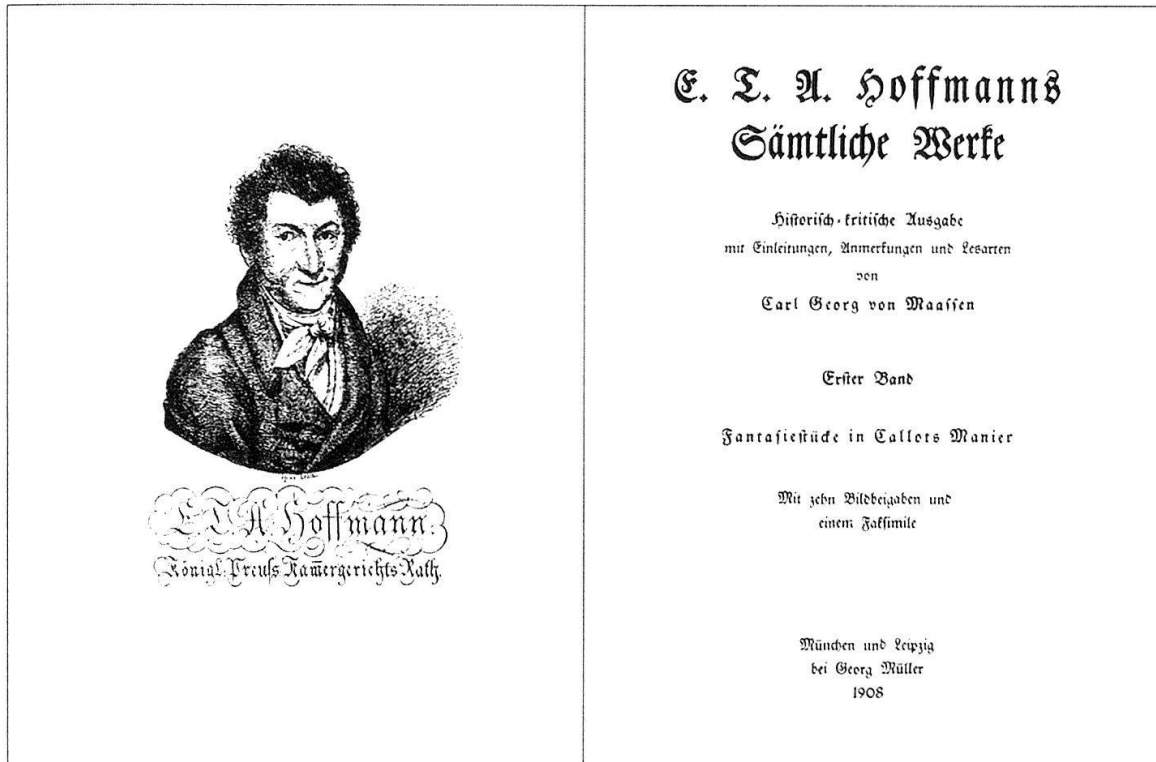 E. T. A. Hoffmann.
Königl. Preuſs Kam̅ergerichts Rath.
E. T. A. Hoffmanns
Sämtliche Werke
Hiſtoriſch-kritiſche Ausgabe
mit Einleitungen, Anmerkungen und Lesarten
von
Carl Georg von Maaſſen
Erſter Band
Fantaſieſtücke in Callots Manier
Mit zehn Bildbeigaben und
einem Fakſimile
München und Leipzig
bei Georg Müller
1908